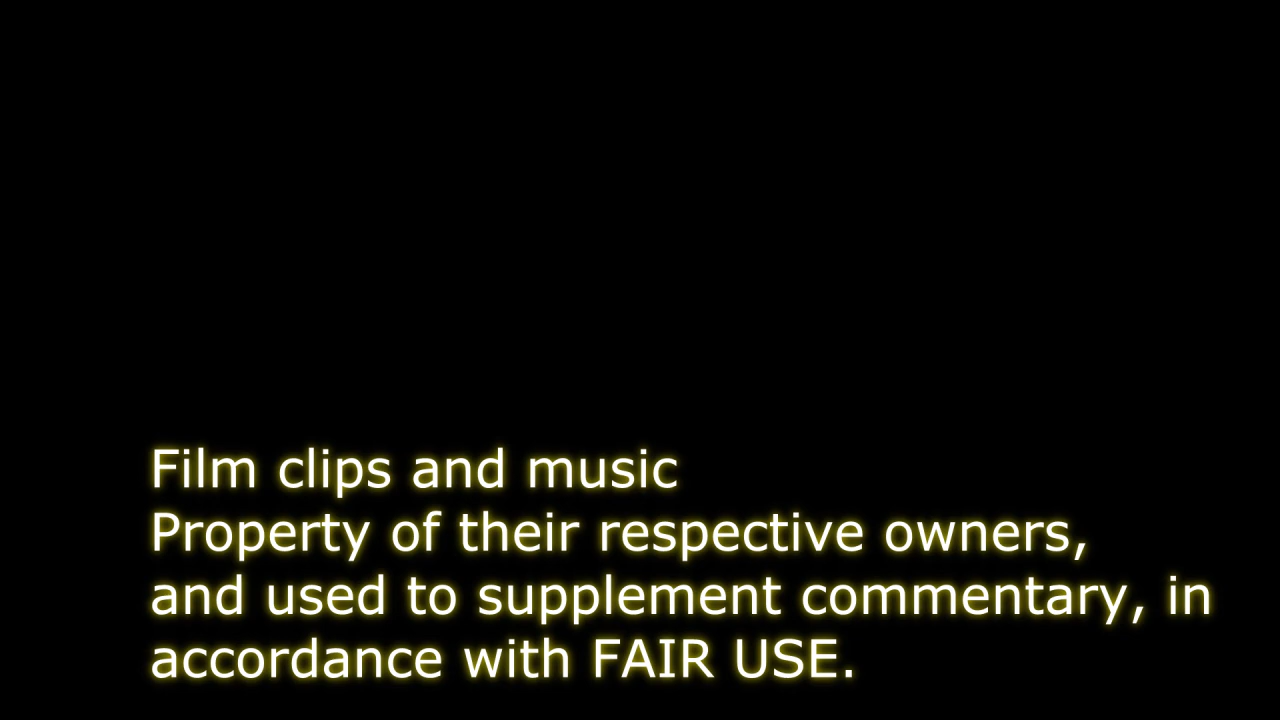 Film clips and music
Property of their respective owners,
and used to supplement commentary, in
accordance with FAIR USE.